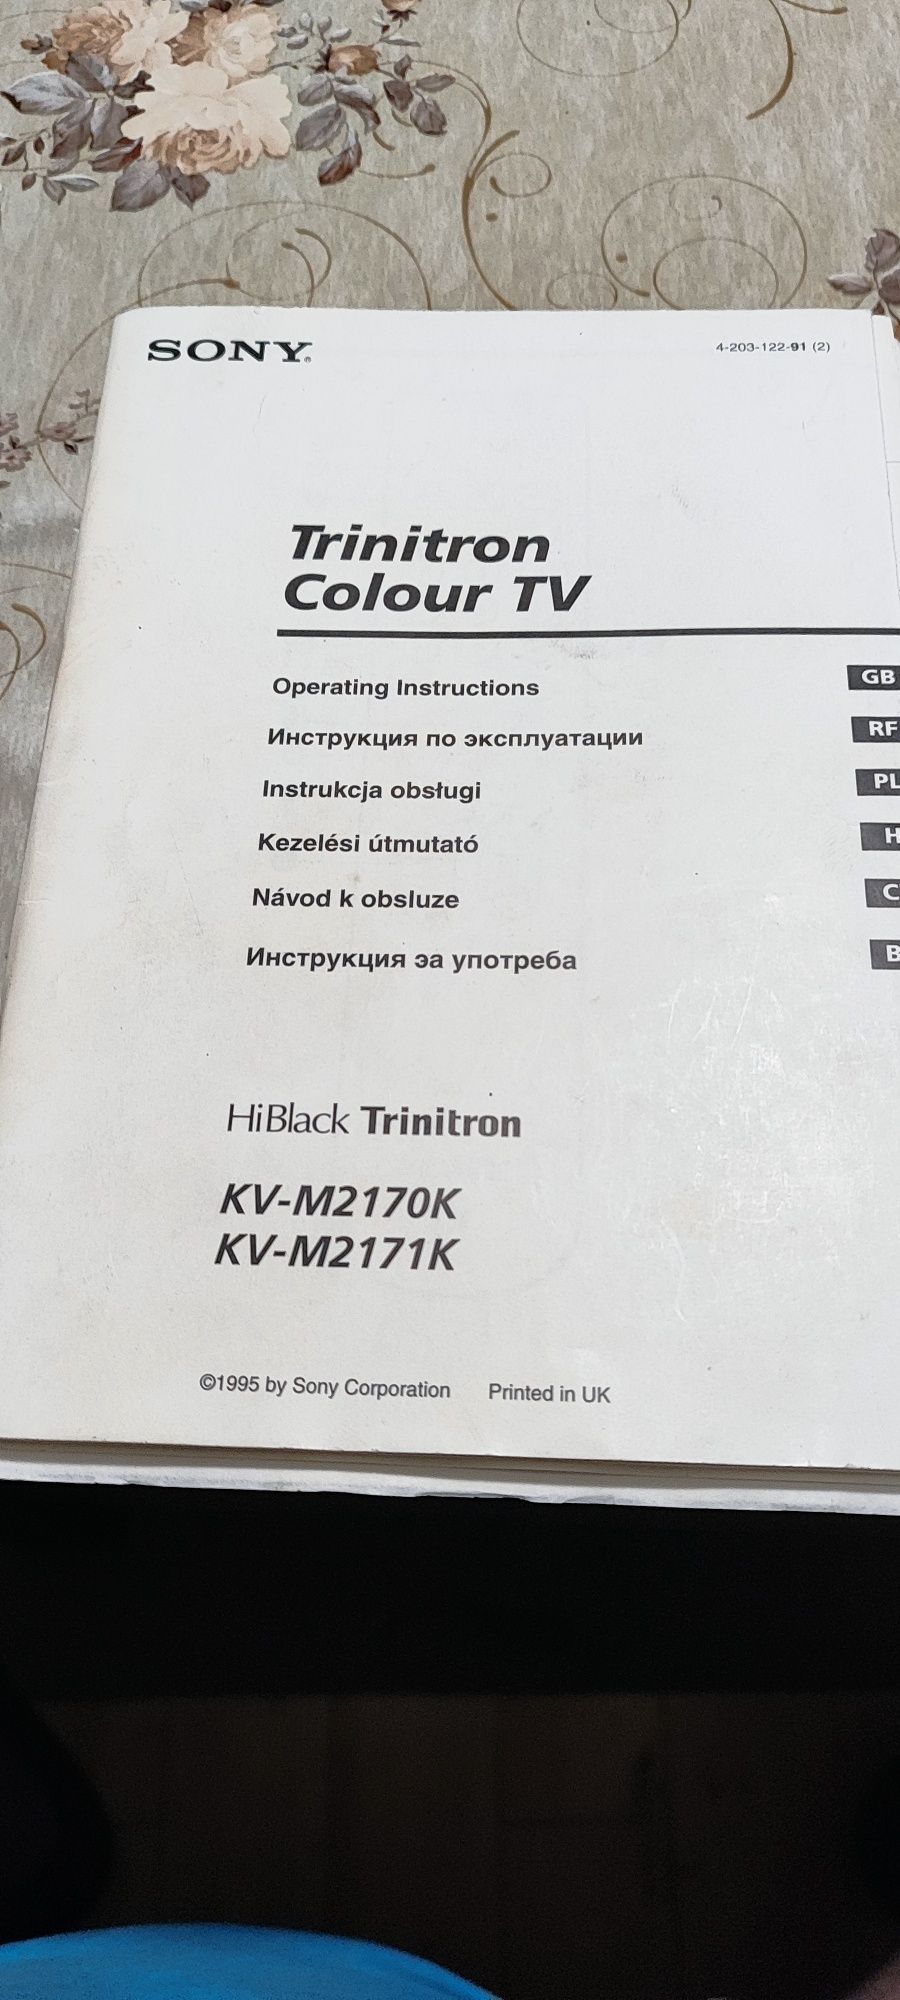 SONY®
4-203-122-91 (2)
Trinitron
Colour TV
Operating Instructions GB
Инструкция по эксплуатации RF
Instrukcja obsługi PL
Kezelési útmutató H
Návod k obsluze C
Инструкция эа употреба B
HiBlack Trinitron
KV-M2170K
KV-M2171K
©1995 by Sony Corporation Printed in UK